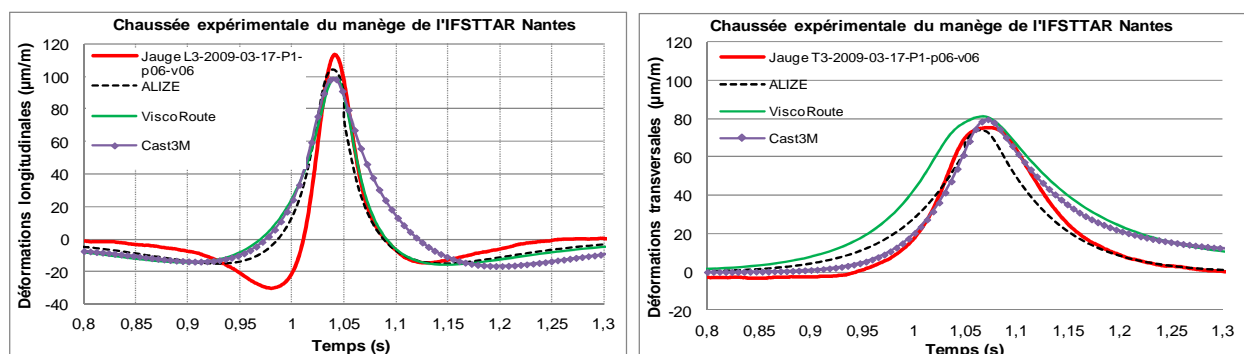 Chaussée expérimentale du manège de l'IFSTTAR Nantes
Déformations longitudinales (µm/m)
120
100
80
60
40
20
0
-20
-40
Jauge L3-2009-03-17-P1-
p06-v06
ALIZE
Visco Route
Cast3M
0,8 0,85 0,9 0,95 1 1,05 1,1 1,15 1,2 1,25 1,3
Temps (s)
Chaussée expérimentale du manège de l'IFSTTAR Nantes
Déformations transversales (µm/m)
120
100
80
60
40
20
0
-20
Jauge T3-2009-03-17-P1-p06-v06
ALIZE
Visco Route
Cast3M
0,8 0,85 0,9 0,95 1 1,05 1,1 1,15 1,2 1,25 1,3
Temps (s)